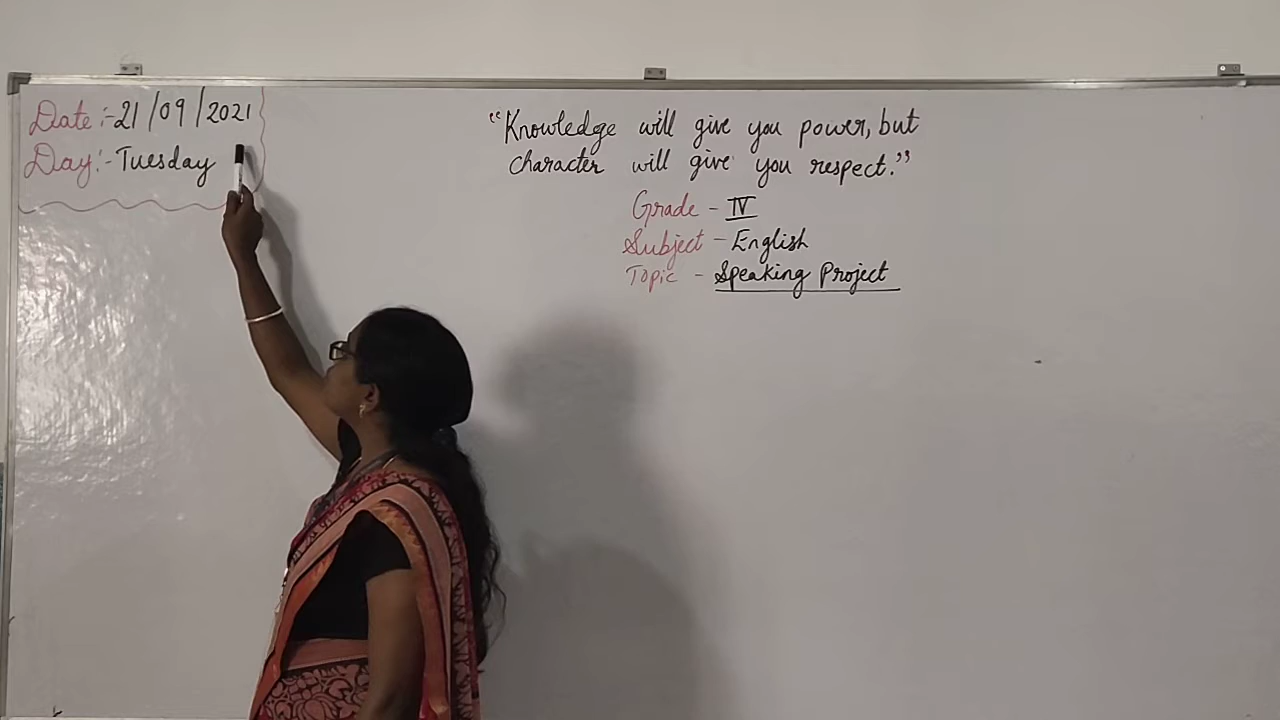 Date:-21/09/2021
Day:-Tuesday
"Knowledge will give you power, but
character will give you respect."
Grade - IV
Subject - English
Topic - Speaking Project